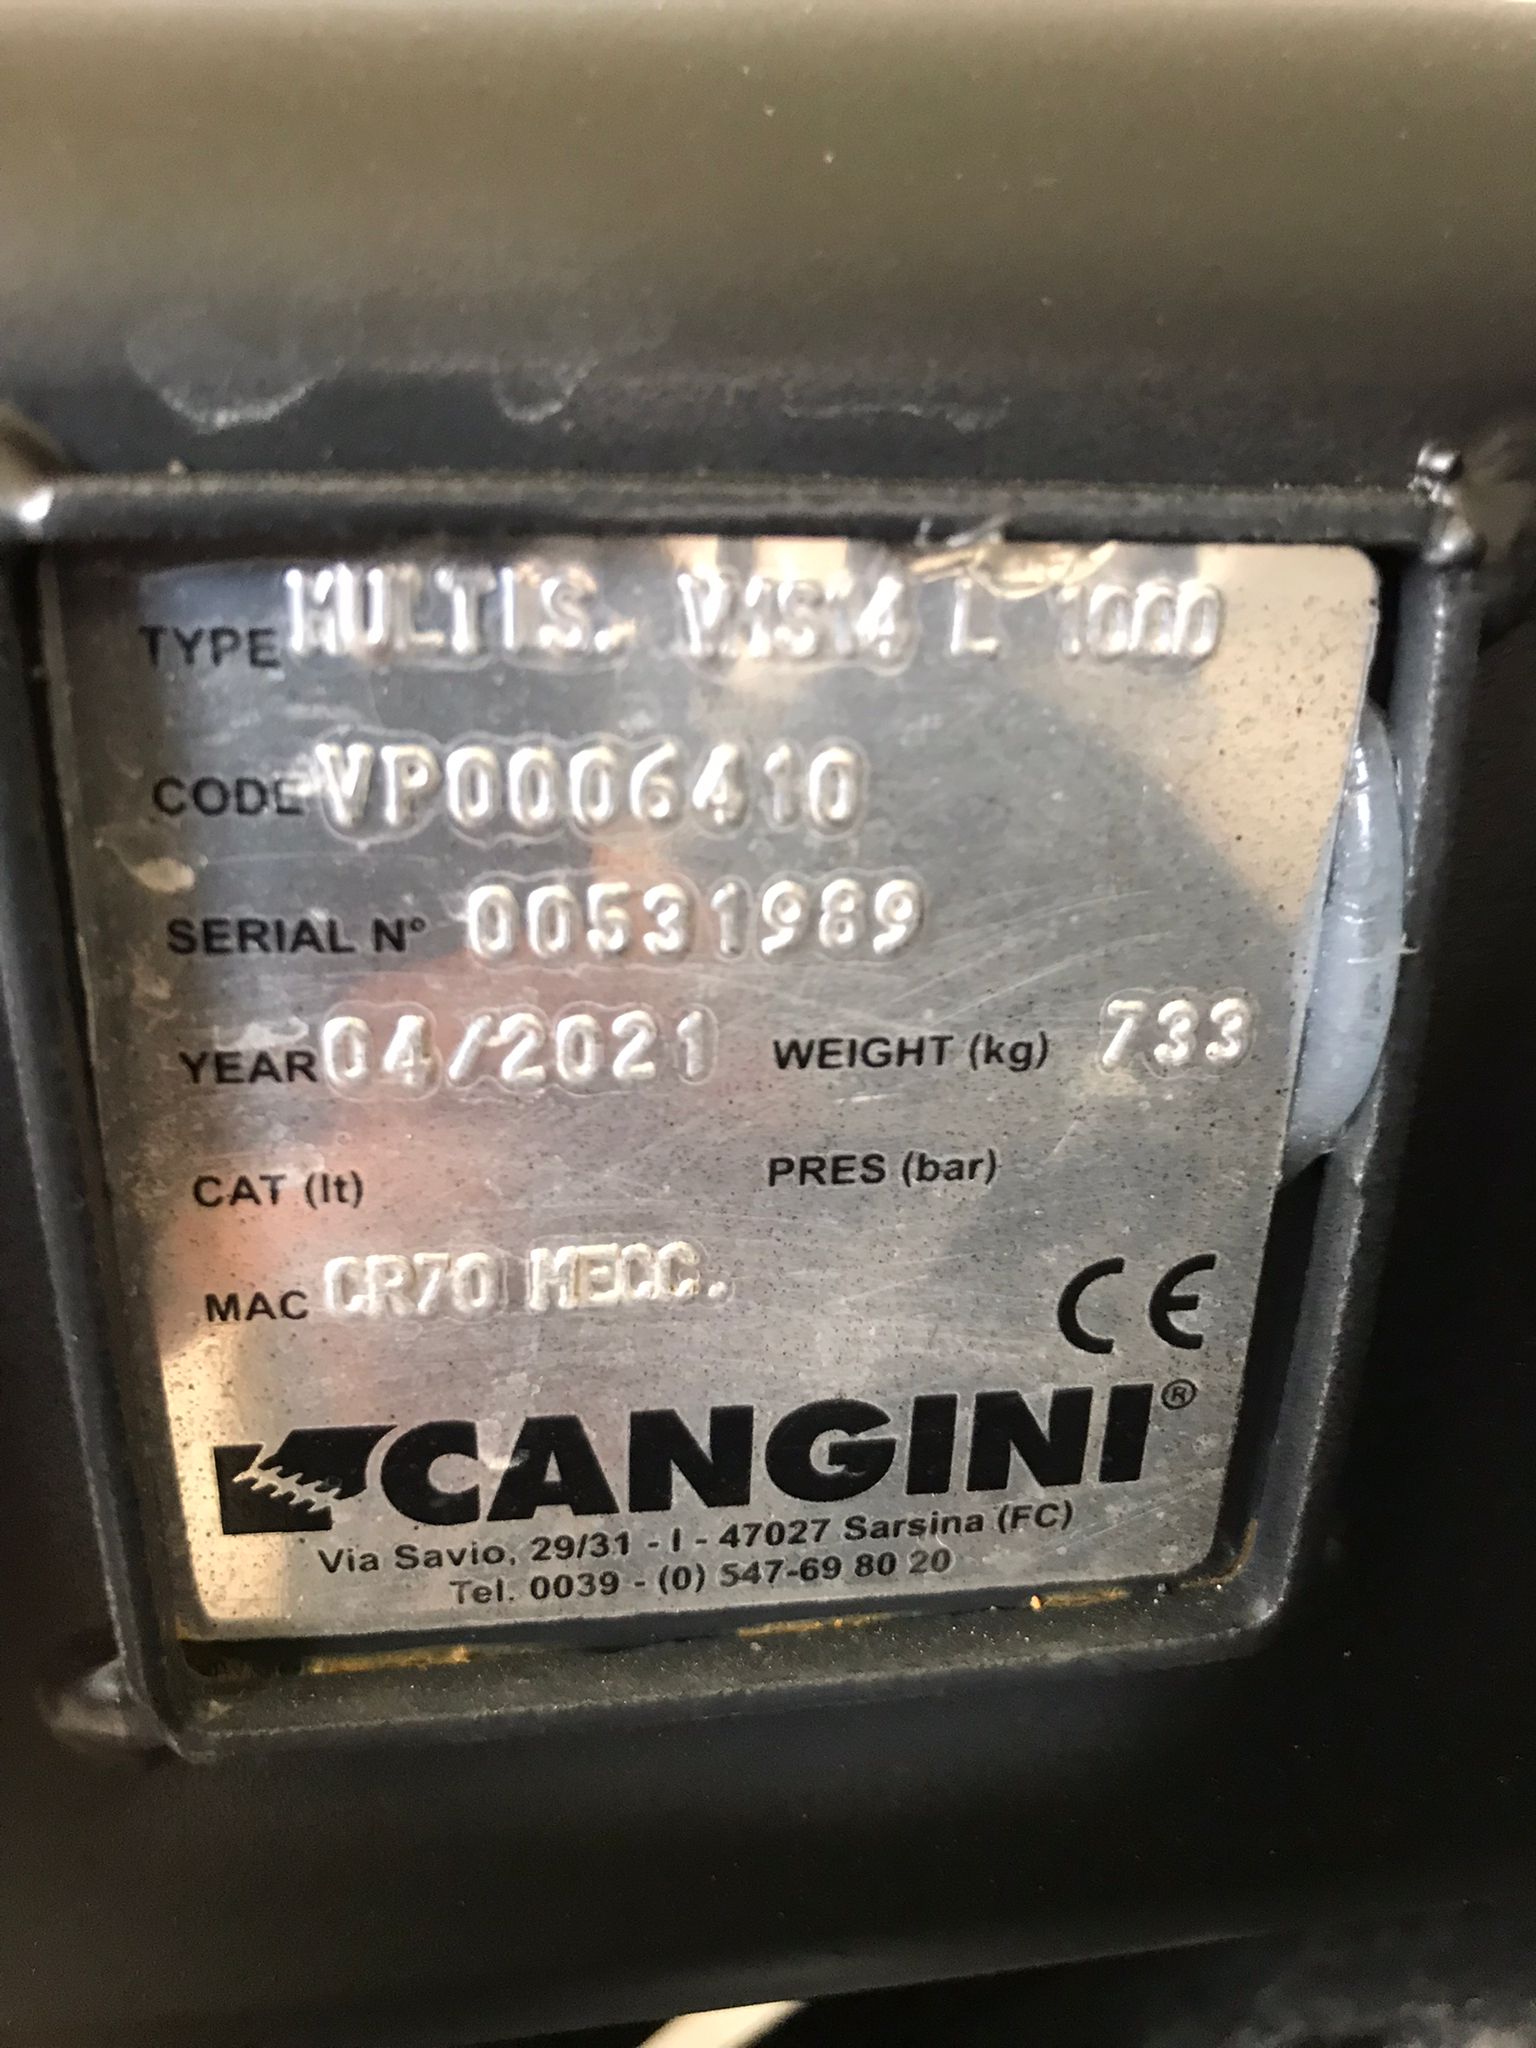 TYPE MULTIS. VAS14 L 1000
CODE VP0006410
SERIAL N° 00531989
YEAR 04/2021 WEIGHT (kg) 733
CAT (lt) PRES (bar)
MAC CR70 MECC.
CE
CANGINI®
Via Savio, 29/31 - I - 47027 Sarsina (FC)
Tel. 0039 - (0) 547-69 80 20